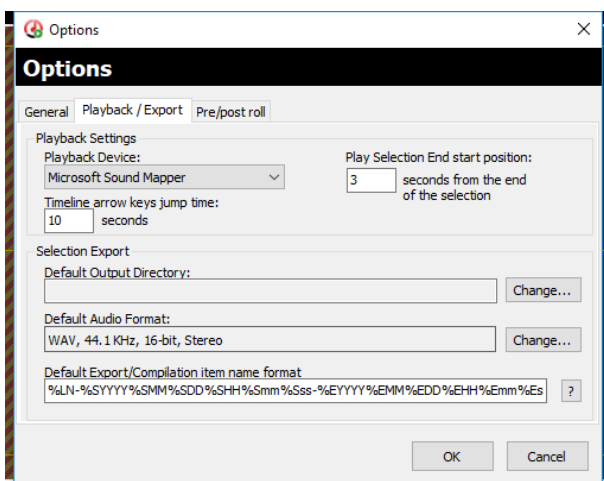 Options
Options
General Playback / Export Pre/post roll
Playback Settings
Playback Device:
Microsoft Sound Mapper
Timeline arrow keys jump time:
10 seconds
Play Selection End start position:
3 seconds from the end
of the selection
Selection Export
Default Output Directory:
Change...
Default Audio Format:
WAV, 44.1 KHz, 16-bit, Stereo
Change...
Default Export/Compilation item name format
%LN-%SYYYY%SMM%SDD%SHH%Smm%Sss-%EYYYY%EMM%EDD%EHH%Emm%Es
?
OK Cancel